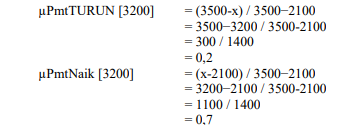 µPmtTURUN [3200] = (3500-x) / 3500−2100
= 3500−3200 / 3500-2100
= 300 / 1400
= 0,2
µPmtNaik [3200] = (x-2100) / 3500−2100
= 3200−2100 / 3500-2100
= 1100 / 1400
= 0,7